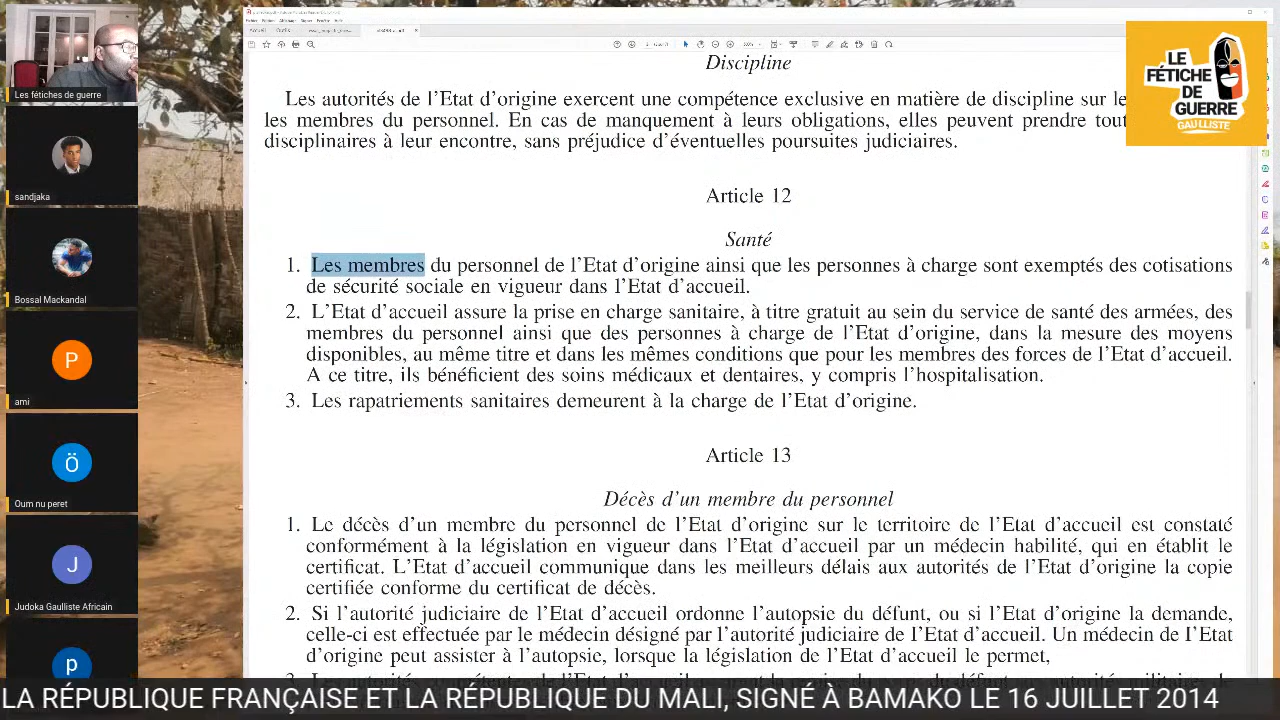 Les fétiches de guerre
sandjaka
Bossal Mackandal
P
ami
Ö
Oum nu peret
J
Judoka Gaulliste Africain
p
LE
FÉTICHE
DE
GUERRE
GAULLISTE
Discipline
Les autorités de l’Etat d’origine exercent une compétence exclusive en matière de discipline sur le
les membres du personnel. En cas de manquement à leurs obligations, elles peuvent prendre tout
disciplinaires à leur encontre, sans préjudice d’éventuelles poursuites judiciaires.
Article 12
Santé
1. Les membres du personnel de l’Etat d’origine ainsi que les personnes à charge sont exemptés des cotisations
de sécurité sociale en vigueur dans l’Etat d’accueil.
2. L’Etat d’accueil assure la prise en charge sanitaire, à titre gratuit au sein du service de santé des armées, des
membres du personnel ainsi que des personnes à charge de l’Etat d’origine, dans la mesure des moyens
disponibles, au même titre et dans les mêmes conditions que pour les membres des forces de l’Etat d’accueil.
A ce titre, ils bénéficient des soins médicaux et dentaires, y compris l’hospitalisation.
3. Les rapatriements sanitaires demeurent à la charge de l’Etat d’origine.
Article 13
Décès d’un membre du personnel
1. Le décès d’un membre du personnel de l’Etat d’origine sur le territoire de l’Etat d’accueil est constaté
conformément à la législation en vigueur dans l’Etat d’accueil par un médecin habilité, qui en établit le
certificat. L’Etat d’accueil communique dans les meilleurs délais aux autorités de l’Etat d’origine la copie
certifiée conforme du certificat de décès.
2. Si l’autorité judiciaire de l’Etat d’accueil ordonne l’autopsie du défunt, ou si l’Etat d’origine la demande,
celle-ci est effectuée par le médecin désigné par l’autorité judiciaire de l’Etat d’accueil. Un médecin de I’Etat
d’origine peut assister à l’autopsie, lorsque la législation de l’Etat d’accueil le permet,
LA RÉPUBLIQUE FRANÇAISE ET LA RÉPUBLIQUE DU MALI, SIGNÉ À BAMAKO LE 16 JUILLET 2014